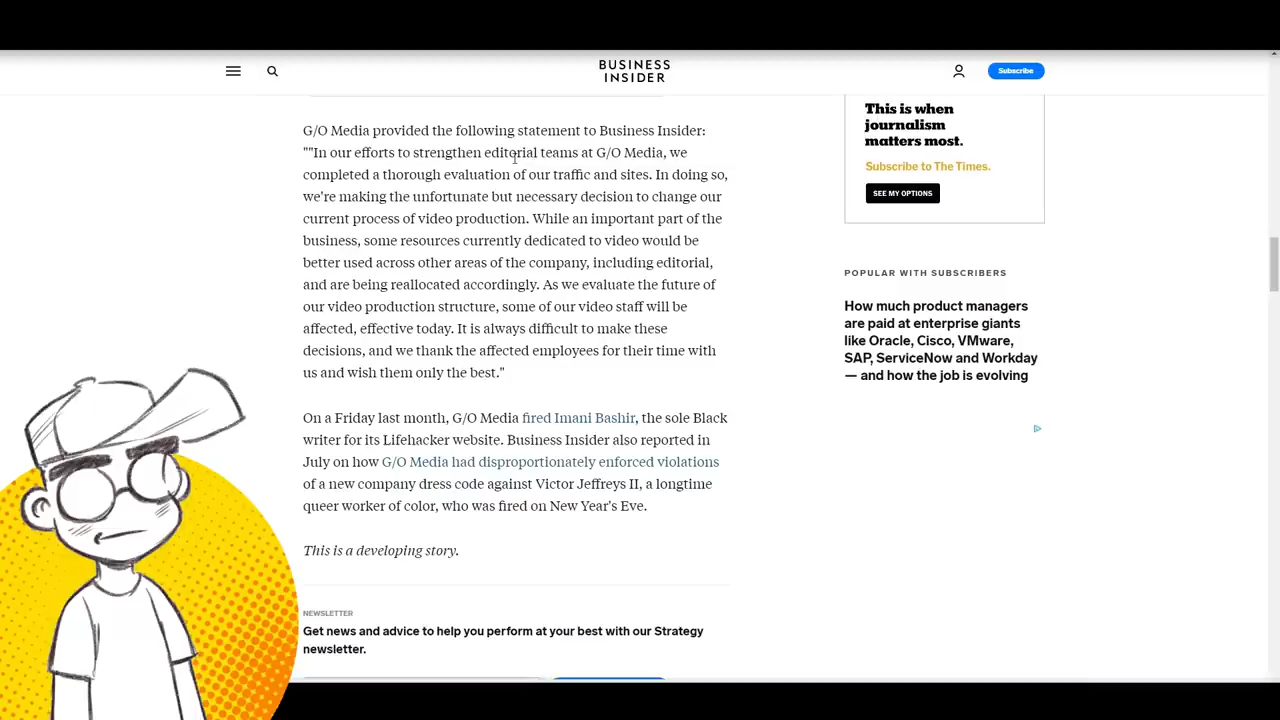 BUSINESS
INSIDER
Subscribe
G/O Media provided the following statement to Business Insider:
""In our efforts to strengthen editorial teams at G/O Media, we
completed a thorough evaluation of our traffic and sites. In doing so,
we're making the unfortunate but necessary decision to change our
current process of video production. While an important part of the
business, some resources currently dedicated to video would be
better used across other areas of the company, including editorial,
and are being reallocated accordingly. As we evaluate the future of
our video production structure, some of our video staff will be
affected, effective today. It is always difficult to make these
decisions, and we thank the affected employees for their time with
us and wish them only the best."
On a Friday last month, G/O Media fired Imani Bashir, the sole Black
writer for its Lifehacker website. Business Insider also reported in
July on how G/O Media had disproportionately enforced violations
of a new company dress code against Victor Jeffreys II, a longtime
queer worker of color, who was fired on New Year's Eve.
This is a developing story.
NEWSLETTER
Get news and advice to help you perform at your best with our Strategy
newsletter.
This is when
journalism
matters most.
Subscribe to The Times.
SEE MY OPTIONS
POPULAR WITH SUBSCRIBERS
How much product managers
are paid at enterprise giants
like Oracle, Cisco, VMware,
SAP, ServiceNow and Workday
— and how the job is evolving